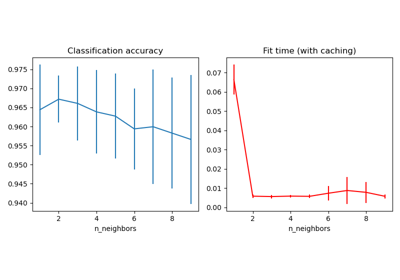 Classification accuracy
0.975
0.970
0.965
0.960
0.955
0.950
0.945
0.940
2 4 6 8
n_neighbors
Fit time (with caching)
0.07
0.06
0.05
0.04
0.03
0.02
0.01
0.00
2 4 6 8
n_neighbors